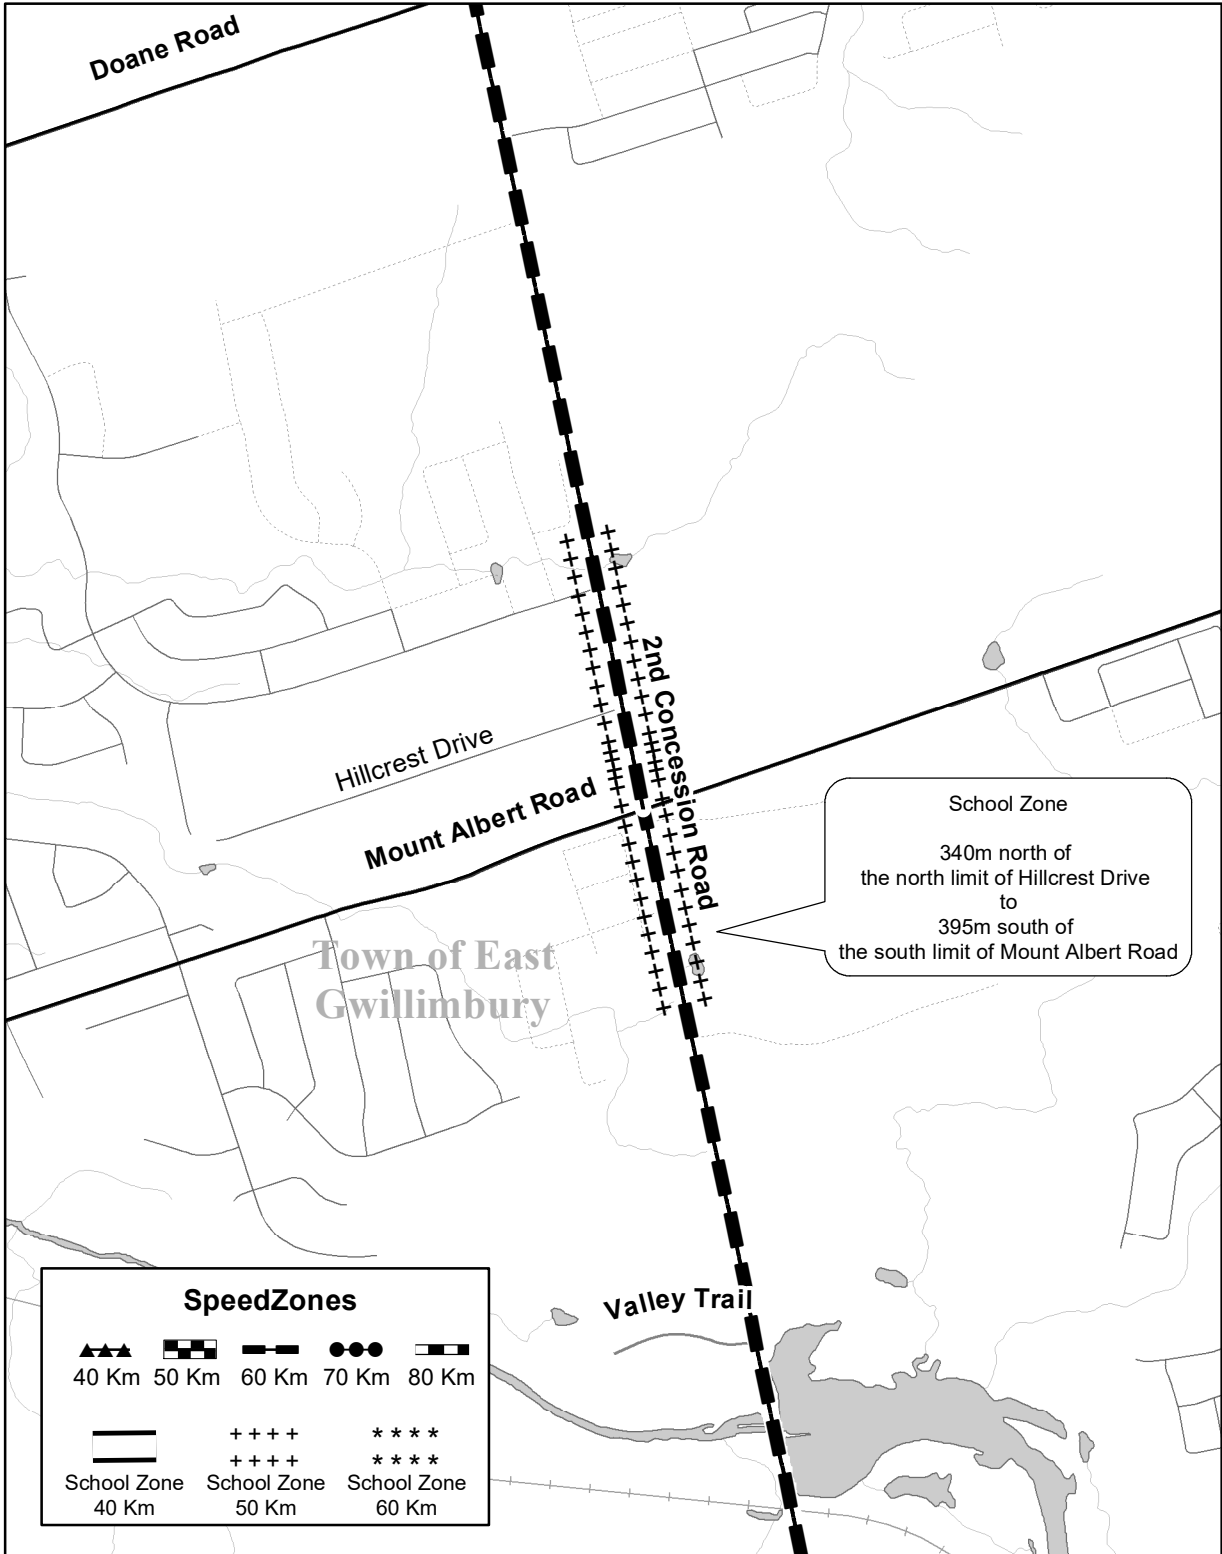 Doane Road
2nd Concession Road
Hillcrest Drive
Mount Albert Road
School Zone
340m north of
the north limit of Hillcrest Drive
to
395m south of
the south limit of Mount Albert Road
Town of East
Gwillimbury
Valley Trail
SpeedZones
40 Km 50 Km 60 Km 70 Km 80 Km
School Zone School Zone School Zone
40 Km 50 Km 60 Km